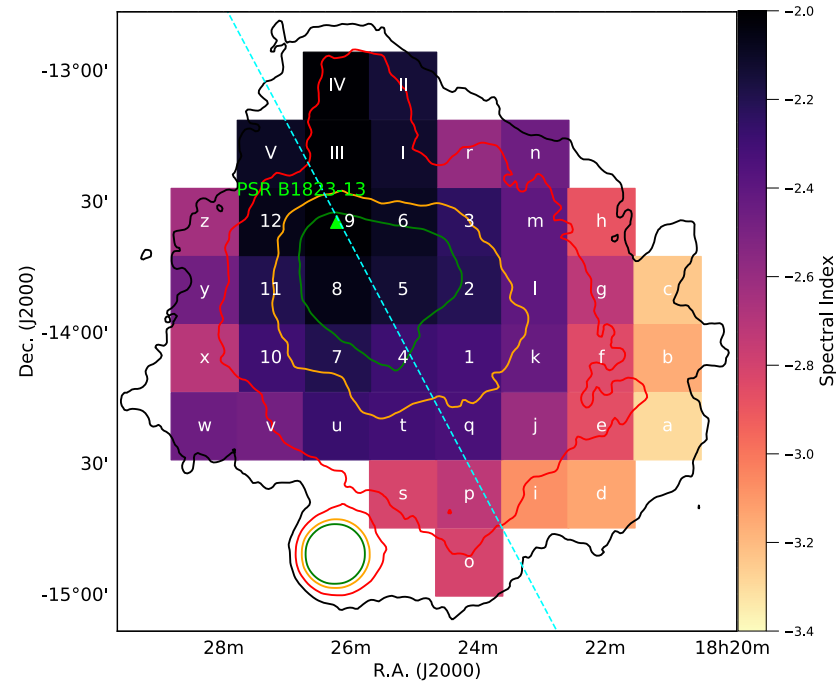 -13°00'
30'
-14°00'
30'
-15°00'
Dec. (J2000)
IV II
V III I r n
PSR B1823-13
z 12 9 6 3 m h
y 11 8 5 2 l g c
x 10 7 4 1 k f b
w v u t q j e a
s p i d
o
28m 26m 24m 22m 18h20m
R.A. (J2000)
−2.0
−2.2
−2.4
−2.6
−2.8
−3.0
−3.2
−3.4
Spectral Index